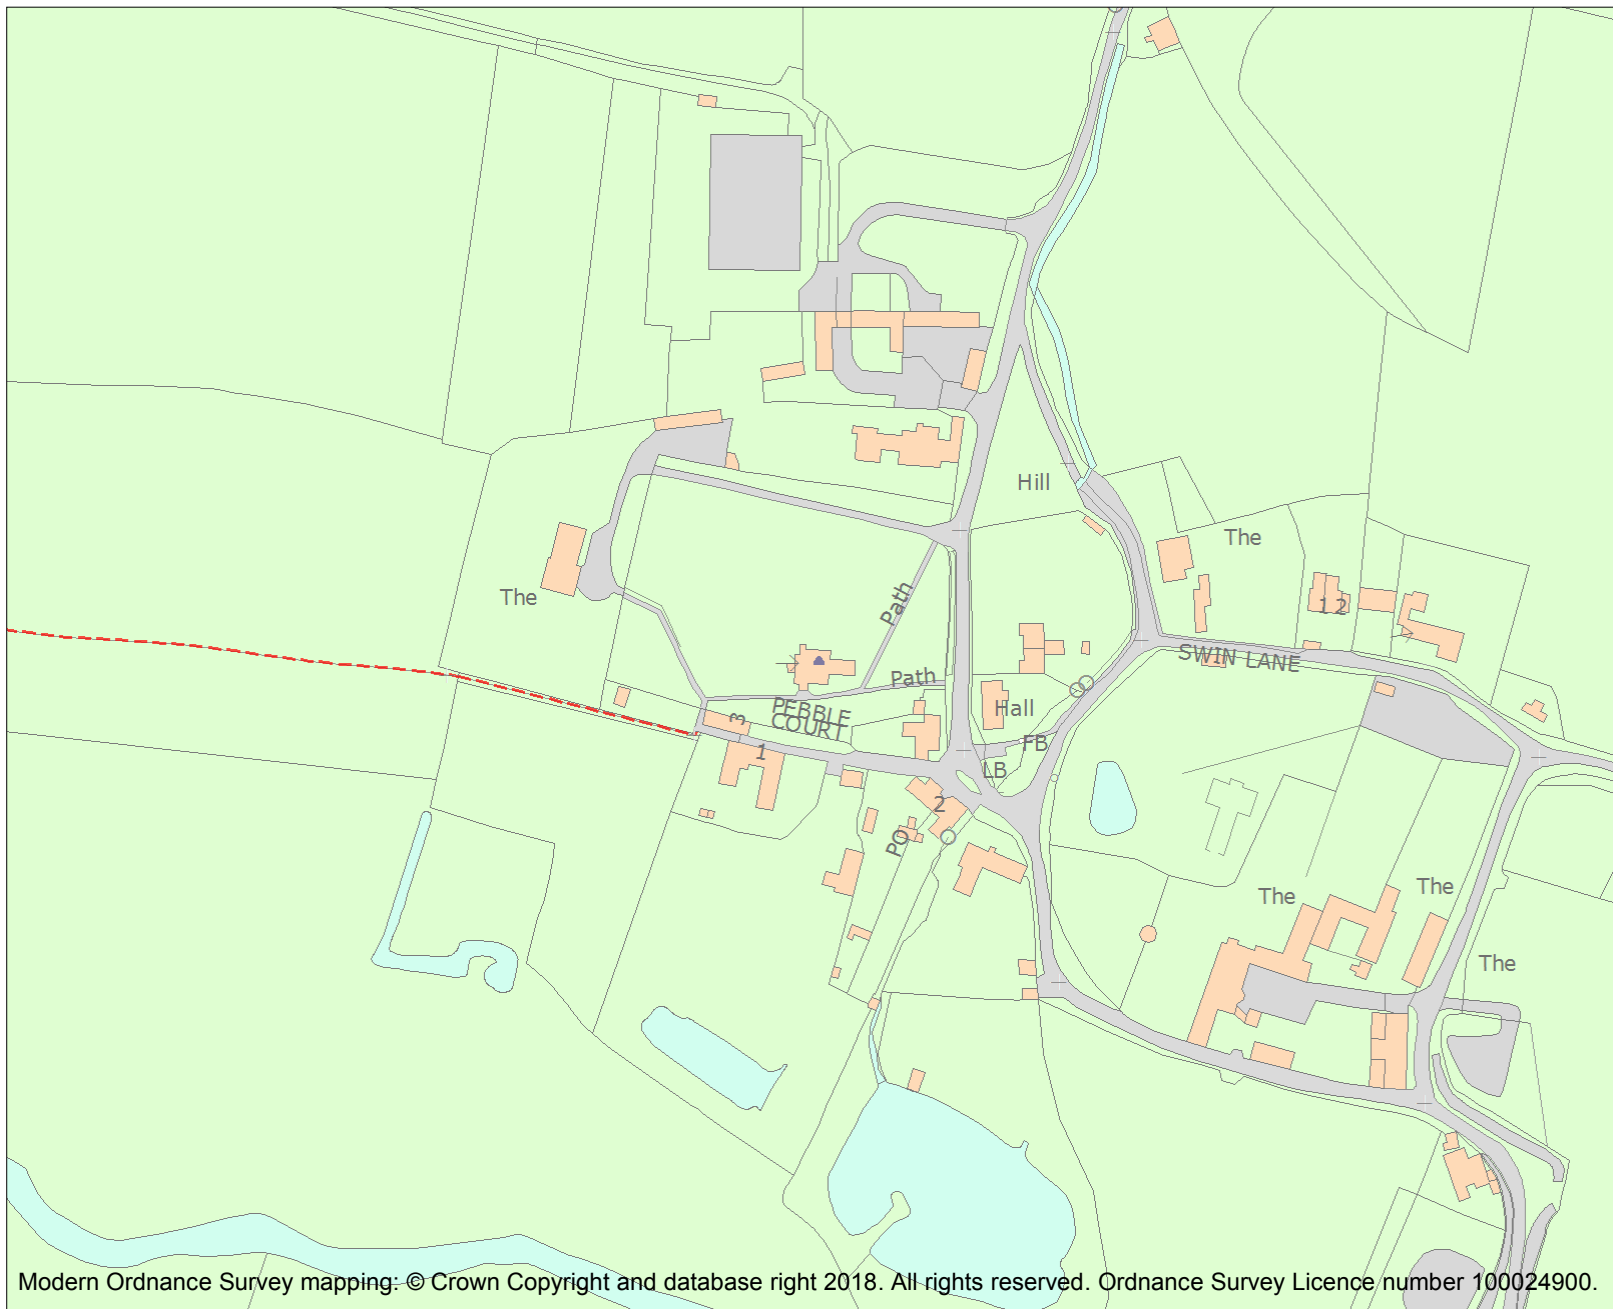 Hill
The
The
Path
1 2
SWIN LANE
Path
PEBBLE
COURT
3
Hall
1
FB
LB
2
PO
The
The
The
Modern Ordnance Survey mapping: © Crown Copyright and database right 2018. All rights reserved. Ordnance Survey Licence number 100024900.